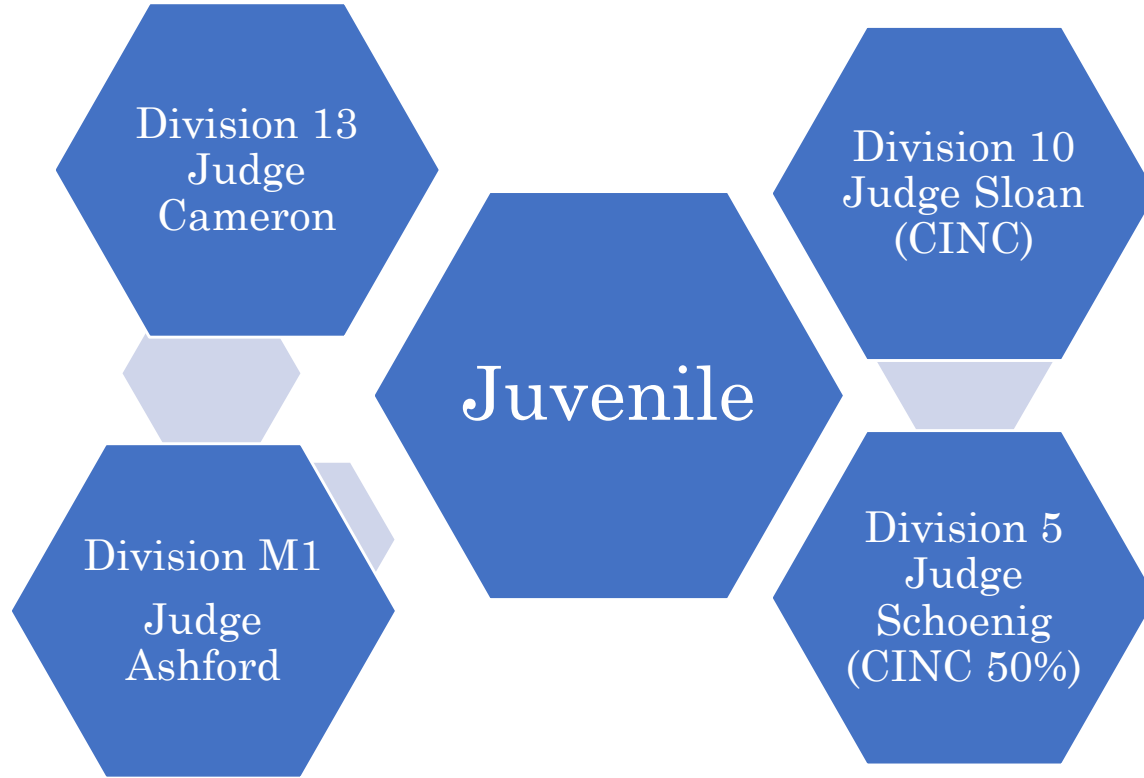 Division 13
Judge
Cameron
Division 10
Judge Sloan
(CINC)
Juvenile
Division M1
Judge
Ashford
Division 5
Judge
Schoenig
(CINC 50%)